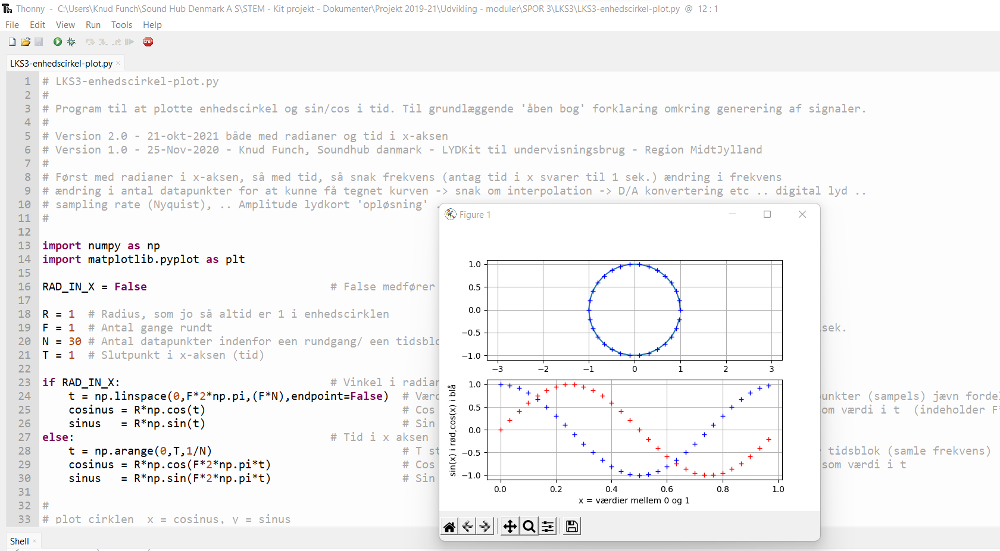 Thonny - C:\Users\Knud Funch\Sound Hub Denmark A S\STEM - Kit projekt - Dokumenter\Projekt 2019-21\Udvikling - moduler\SPOR 3\LKS3\LKS3-enhedscirkel-plot.py @ 12 : 1
File Edit View Run Tools Help
STOP
LKS3-enhedscirkel-plot.py ×
1 # LKS3-enhedscirkel-plot.py
2 #
3 # Program til at plotte enhedscirkel og sin/cos i tid. Til grundlæggende 'åben bog' forklaring omkring generering af signaler.
4 #
5 # Version 2.0 - 21-okt-2021 både med radianer og tid i x-aksen
6 # Version 1.0 - 25-Nov-2020 - Knud Funch, Soundhub danmark - LYDKit til undervisningsbrug - Region MidtJylland
7 #
8 # Først med radianer i x-aksen, så med tid, så snak frekvens (antag tid i x svarer til 1 sek.) ændring i frekvens
9 # ændring i antal datapunkter for at kunne få tegnet kurven -> snak om interpolation -> D/A konvertering etc .. digital lyd ..
10 # sampling rate (Nyquist), .. Amplitude lydkort 'opløsning' .
11 #
12
13 import numpy as np
14 import matplotlib.pyplot as plt
15
16 RAD_IN_X = False # False medfører
17
18 R = 1 # Radius, som jo så altid er 1 i enhedscirklen
19 F = 1 # Antal gange rundt sek.
20 N = 30 # Antal datapunkter indenfor een rundgang/ een tidsblo
21 T = 1 # Slutpunkt i x-aksen (tid)
22
23 if RAD_IN_X: # Vinkel i radian
24 t = np.linspace(0,F*2*np.pi,(F*N),endpoint=False) # Værd unkter (sampels) jævn fordel
25 cosinus = R*np.cos(t) # Cos om værdi i t (indeholder F*
26 sinus = R*np.sin(t) # Sin
27 else: # Tid i x aksen
28 t = np.arange(0,T,1/N) # T st tidsblok (samle frekvens)
29 cosinus = R*np.cos(F*2*np.pi*t) # Cos som værdi i t
30 sinus = R*np.sin(F*2*np.pi*t) # Sin
31
32 #
33 # plot cirklen x = cosinus, y = sinus
Figure 1
1.0
0.5
0.0
−0.5
−1.0
−3 −2 −1 0 1 2 3
sin(x) i rød,cos(x) i blå
1.0
0.5
0.0
−0.5
−1.0
0.0 0.2 0.4 0.6 0.8 1.0
x = værdier mellem 0 og 1
Shell ×